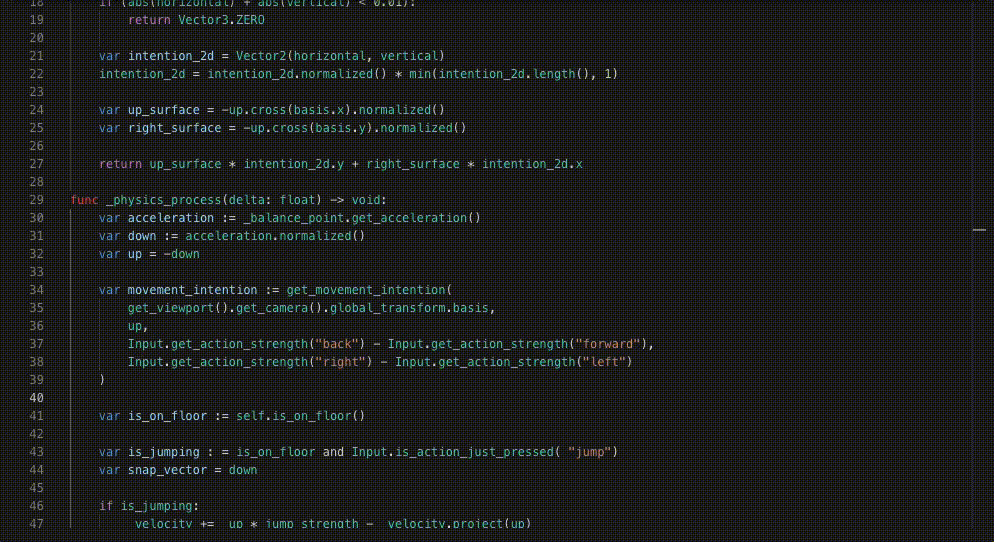 18 if (abs(horizontal) + abs(vertical) < 0.01):
19 return Vector3.ZERO
20
21 var intention_2d = Vector2(horizontal, vertical)
22 intention_2d = intention_2d.normalized() * min(intention_2d.length(), 1)
23
24 var up_surface = -up.cross(basis.x).normalized()
25 var right_surface = -up.cross(basis.y).normalized()
26
27 return up_surface * intention_2d.y + right_surface * intention_2d.x
28
29 func _physics_process(delta: float) -> void:
30 var acceleration := _balance_point.get_acceleration()
31 var down := acceleration.normalized()
32 var up = -down
33
34 var movement_intention := get_movement_intention(
35 get_viewport().get_camera().global_transform.basis,
36 up,
37 Input.get_action_strength("back") - Input.get_action_strength("forward"),
38 Input.get_action_strength("right") - Input.get_action_strength("left")
39 )
40
41 var is_on_floor := self.is_on_floor()
42
43 var is_jumping : = is_on_floor and Input.is_action_just_pressed( "jump")
44 var snap_vector = down
45
46 if is_jumping:
47 _velocity += _up * jump_strength - _velocity.project(up)